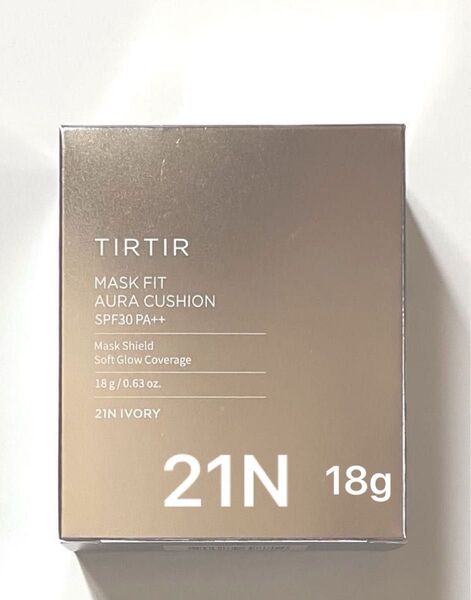 TIRTIR
MASK FIT
AURA CUSHION
SPF30 PA++
Mask Shield
Soft Glow Coverage
18 g / 0.63 oz.
21N IVORY
21N 18g